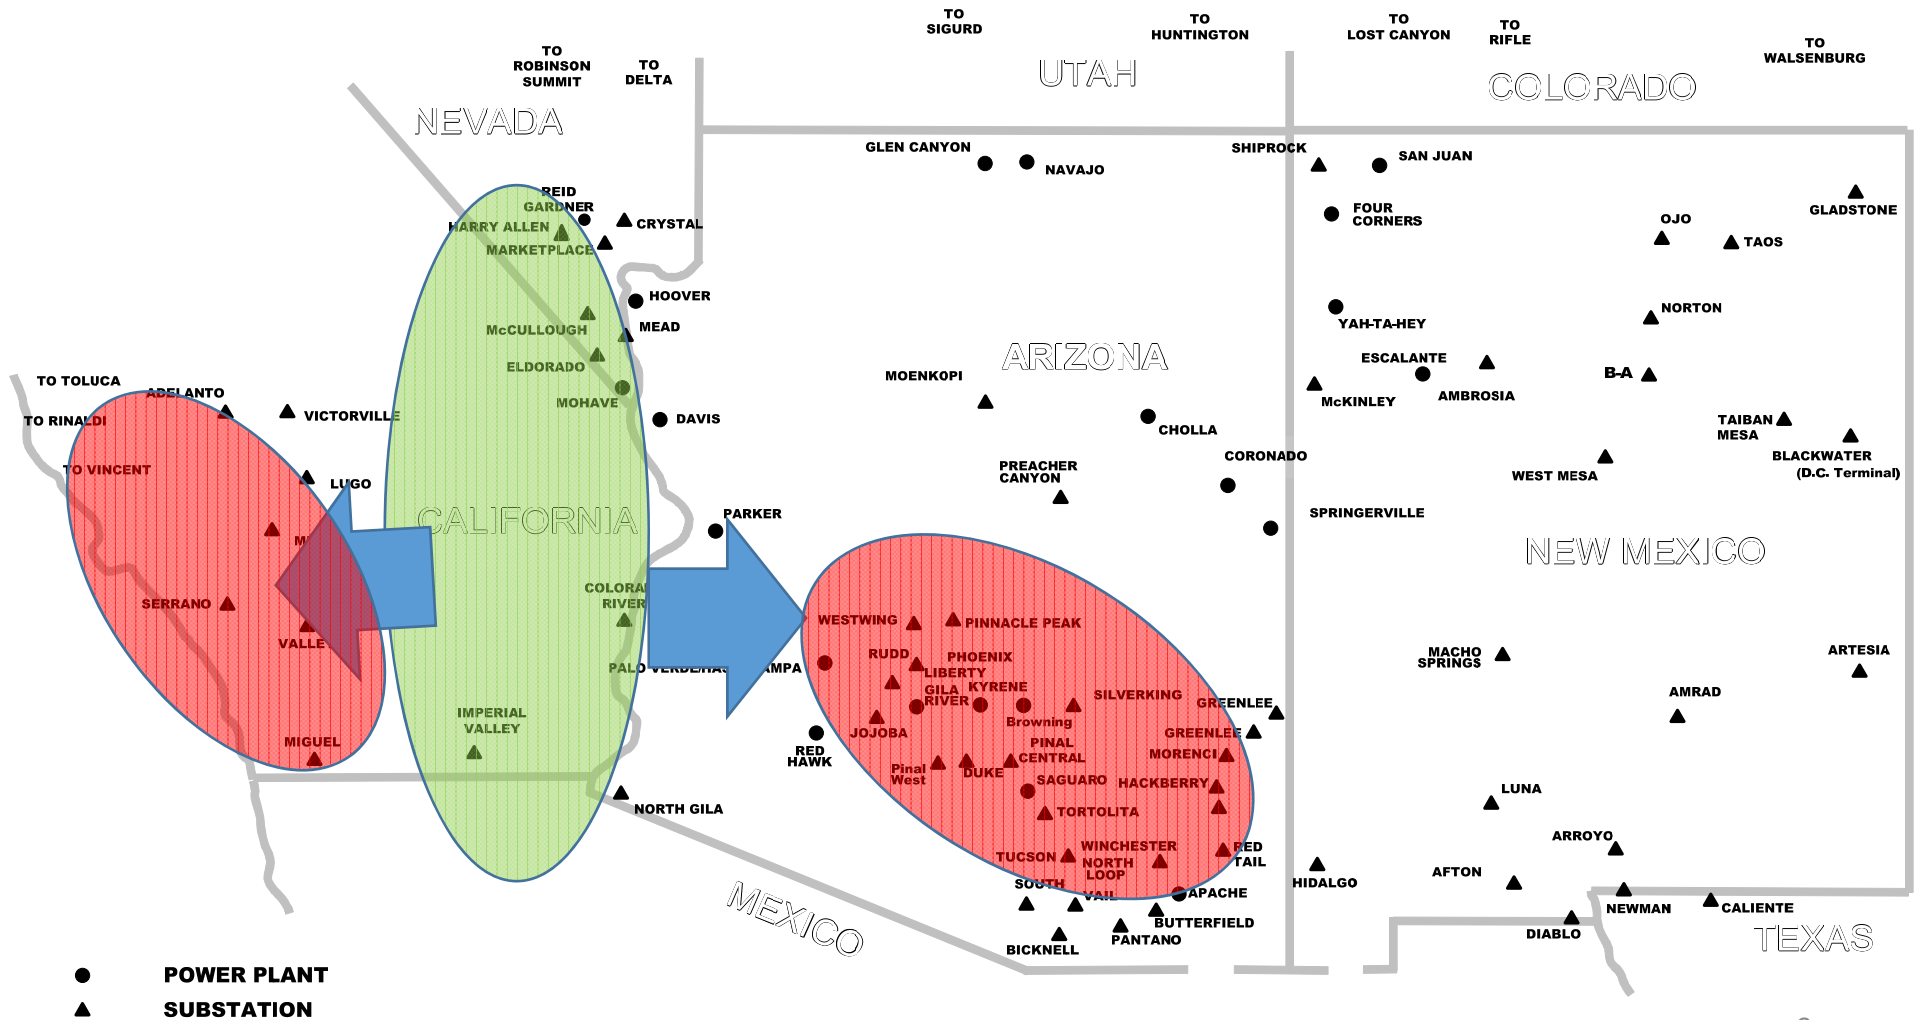 TO
SIGURD
TO
HUNTINGTON
TO
LOST CANYON
TO
RIFLE
TO
WALSENBURG
TO
ROBINSON
SUMMIT
TO
DELTA
UTAH
COLORADO
NEVADA
GLEN CANYON
NAVAJO
SHIPROCK
SAN JUAN
REID
GARDNER
HARRY ALLEN
CRYSTAL
MARKETPLACE
FOUR
CORNERS
OJO
TAOS
GLADSTONE
HOOVER
McCULLOUGH
MEAD
NORTON
YAH-TA-HEY
ARIZONA
ELDORADO
MOENKOPI
ESCALANTE
AMBROSIA
B-A
TO TOLUCA
ADELANTO
TO RINALDI
VICTORVILLE
MOHAVE
DAVIS
McKINLEY
CHOLLA
TAIBAN
MESA
TO VINCENT
LUGO
PREACHER
CANYON
CORONADO
WEST MESA
BLACKWATER
(D.C. Terminal)
CALIFORNIA
PARKER
SPRINGERVILLE
NEW MEXICO
M
COLORA
RIVER
SERRANO
VALLEY
WESTWING
PINNACLE PEAK
PALO VERDE/HAS AMPA
RUDD
PHOENIX
LIBERTY
GILA
RIVER
KYRENE
SILVERKING
Browning
GREENLEE
GREENLEE
MACHO
SPRINGS
ARTESIA
AMRAD
IMPERIAL
VALLEY
MIGUEL
JOJOBA
RED
HAWK
PINAL
CENTRAL
MORENCI
Pinal
West
DUKE
SAGUARO
HACKBERRY
NORTH GILA
TORTOLITA
LUNA
ARROYO
TUCSON
WINCHESTER
NORTH
LOOP
RED
TAIL
SOUTH
VAIL
APACHE
HIDALGO
AFTON
NEWMAN
CALIENTE
MEXICO
BUTTERFIELD
BICKNELL
PANTANO
DIABLO
TEXAS
POWER PLANT
SUBSTATION